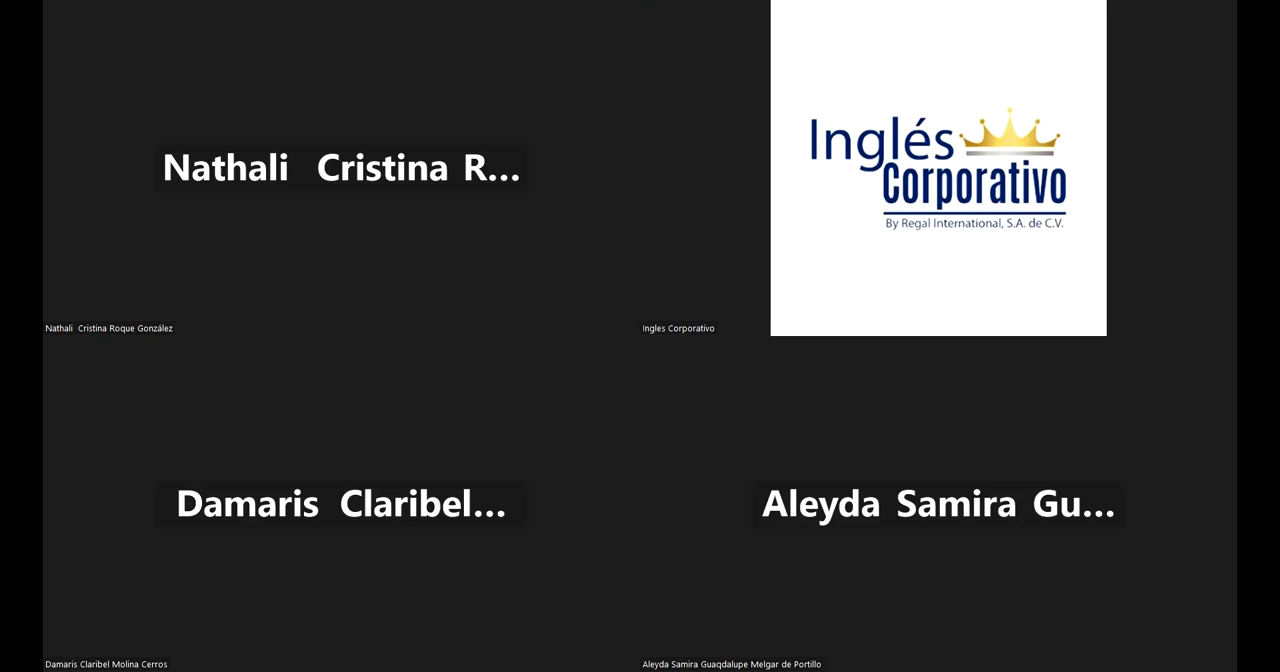 Nathali Cristina R...
Nathali Cristina Roque González
Inglés
Corporativo
By Regal International, S.A. de C.V.
Ingles Corporativo
Damaris Claribel...
Damaris Claribel Molina Cerros
Aleyda Samira Gu...
Aleyda Samira Guaqdalupe Melgar de Portillo